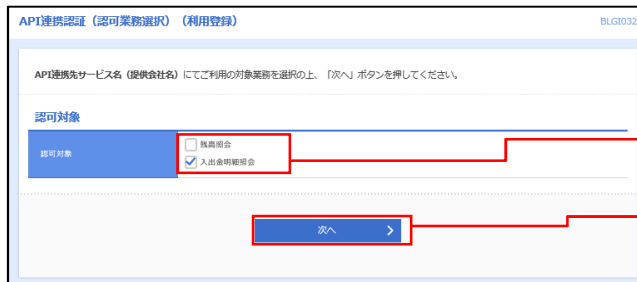 API連携認証（認可業務選択）（利用登録）
BLGI032
API連携先サービス名（提供会社名）にてご利用の対象業務を選択の上、「次へ」ボタンを押してください。
認可対象
認可対象
残高照会
入出金明細照会
次へ